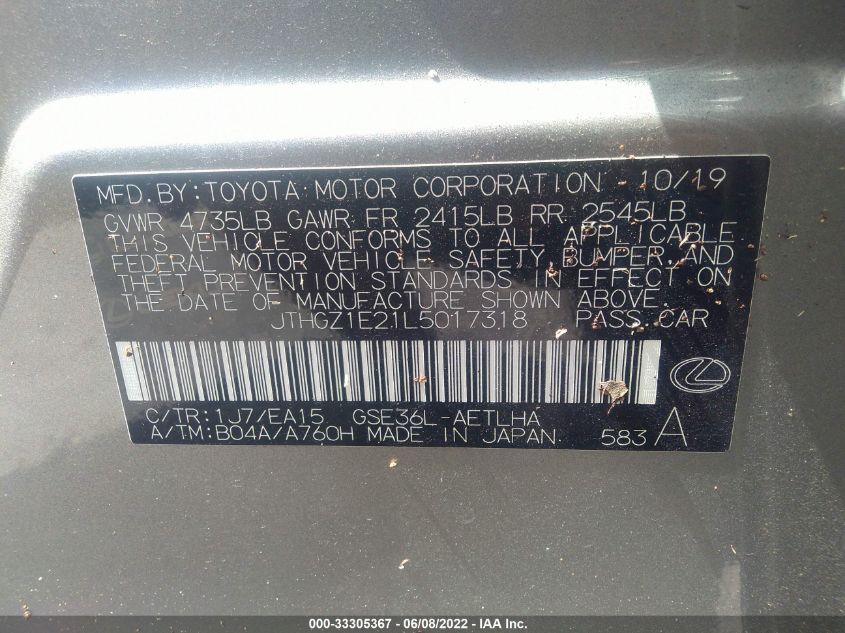 MFD. BY: TOYOTA MOTOR CORPORATION 10/19
GVWR 4735LB GAWR FR 2415LB RR 2545LB
THIS VEHICLE CONFORMS TO ALL APPLICABLE
FEDERAL MOTOR VEHICLE SAFETY, BUMPER, AND
THEFT PREVENTION STANDARDS IN EFFECT ON
THE DATE OF MANUFACTURE SHOWN ABOVE.
JTHGZ1E21L5017318 PASS CAR
C/TR: 1J7/EA15 GSE36L-AETLHA
A/TM: B04A/A760H MADE IN JAPAN. 583 A
000-33305367 - 06/08/2022 - IAA Inc.